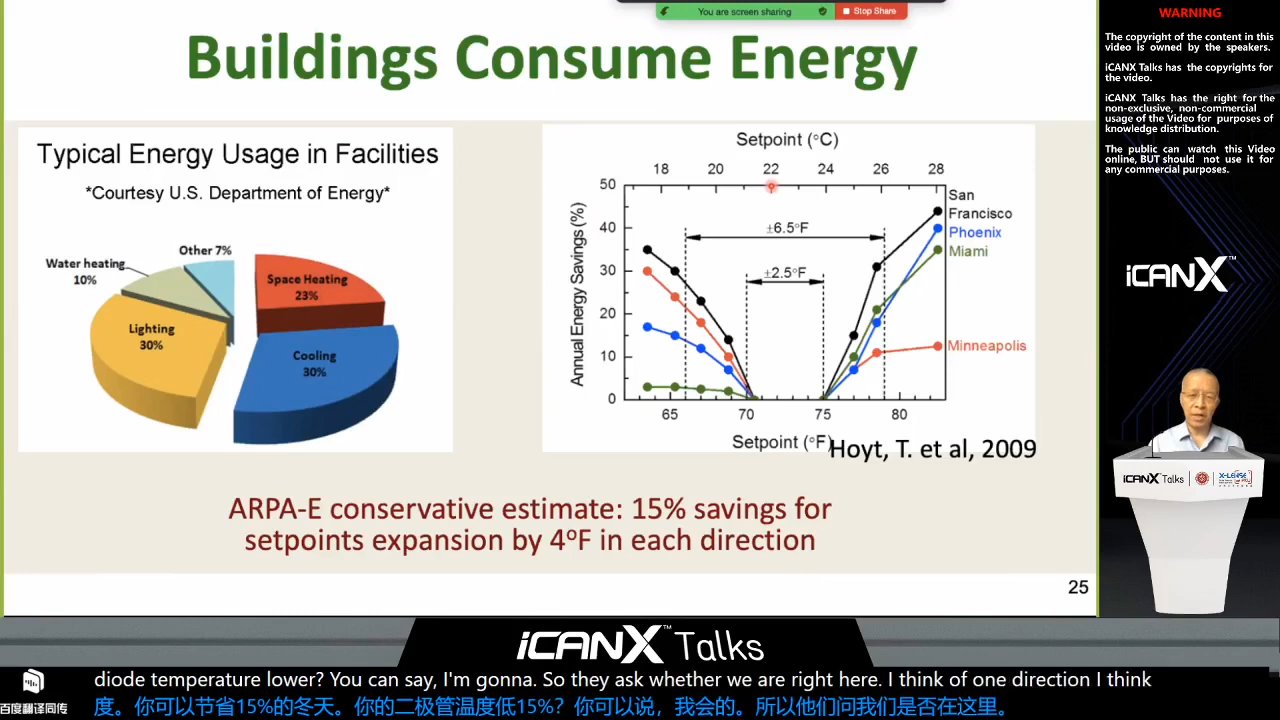 You are screen sharing
Stop Share
Buildings Consume Energy
Typical Energy Usage in Facilities
*Courtesy U.S. Department of Energy*
Other 7%
Water heating
10%
Space Heating
23%
Lighting
30%
Cooling
30%
Setpoint (°C)
18 20 22 24 26 28
Annual Energy Savings (%)
50
40
30
20
10
0
±6.5°F
±2.5°F
San
Francisco
Phoenix
Miami
Minneapolis
65 70 75 80
Setpoint (°F)
Hoyt, T. et al, 2009
ARPA-E conservative estimate: 15% savings for
setpoints expansion by 4°F in each direction
25
WARNING
The copyright of the content in this
video is owned by the speakers.
iCANX Talks has the copyrights for
the video.
iCANX Talks has the right for the
non-exclusive, non-commercial
usage of the Video for purposes of
knowledge distribution.
The public can watch this Video
online, BUT should not use it for
any commercial purposes.
iCANX™
iCANX Talks
X-LENSE
iCANX™ Talks
diode temperature lower? You can say, I'm gonna. So they ask whether we are right here. I think of one direction I think
百度翻译同传
度。你可以节省15%的冬天。你的二极管温度低15%？你可以说，我会的。所以他们问我们是否在这里。